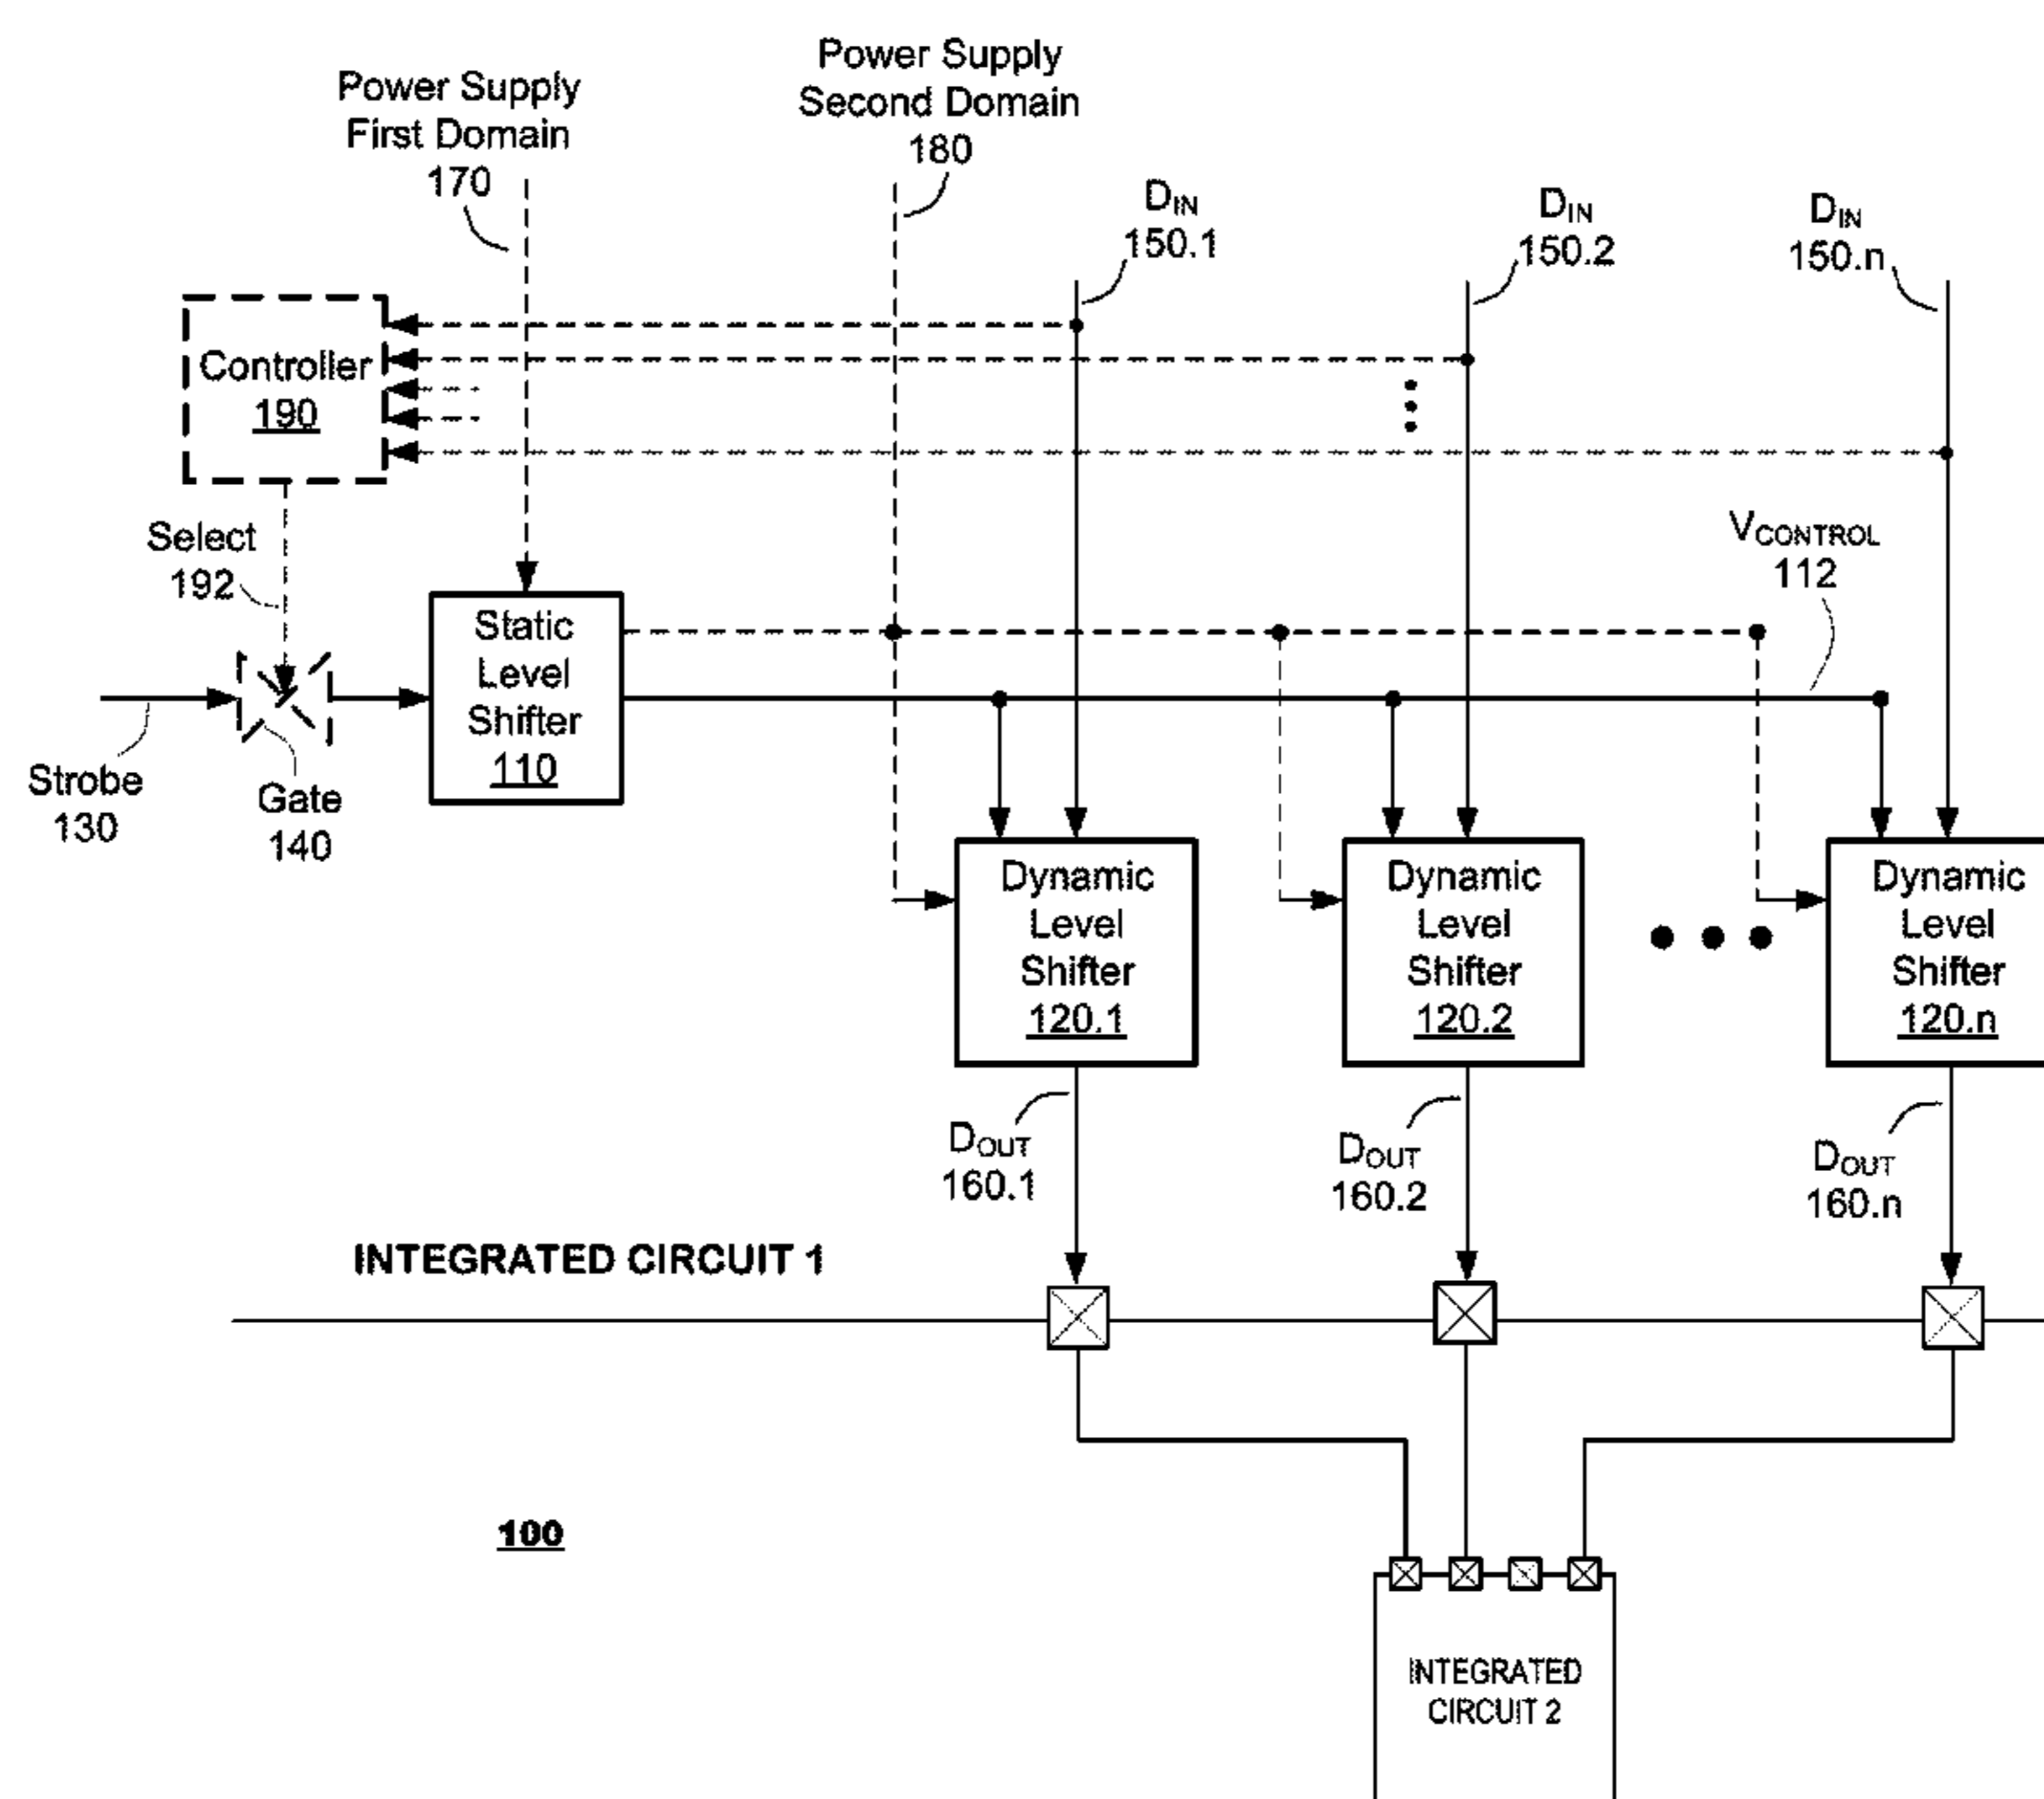 Power Supply
First Domain
170
Power Supply
Second Domain
180
DIN
150.1
DIN
150.2
DIN
150.n
Controller
190
Select
192
VCONTROL
112
Static
Level
Shifter
110
Strobe
130
Gate
140
Dynamic
Level
Shifter
120.1
Dynamic
Level
Shifter
120.2
Dynamic
Level
Shifter
120.n
DOUT
160.1
DOUT
160.2
DOUT
160.n
INTEGRATED CIRCUIT 1
100
INTEGRATED
CIRCUIT 2